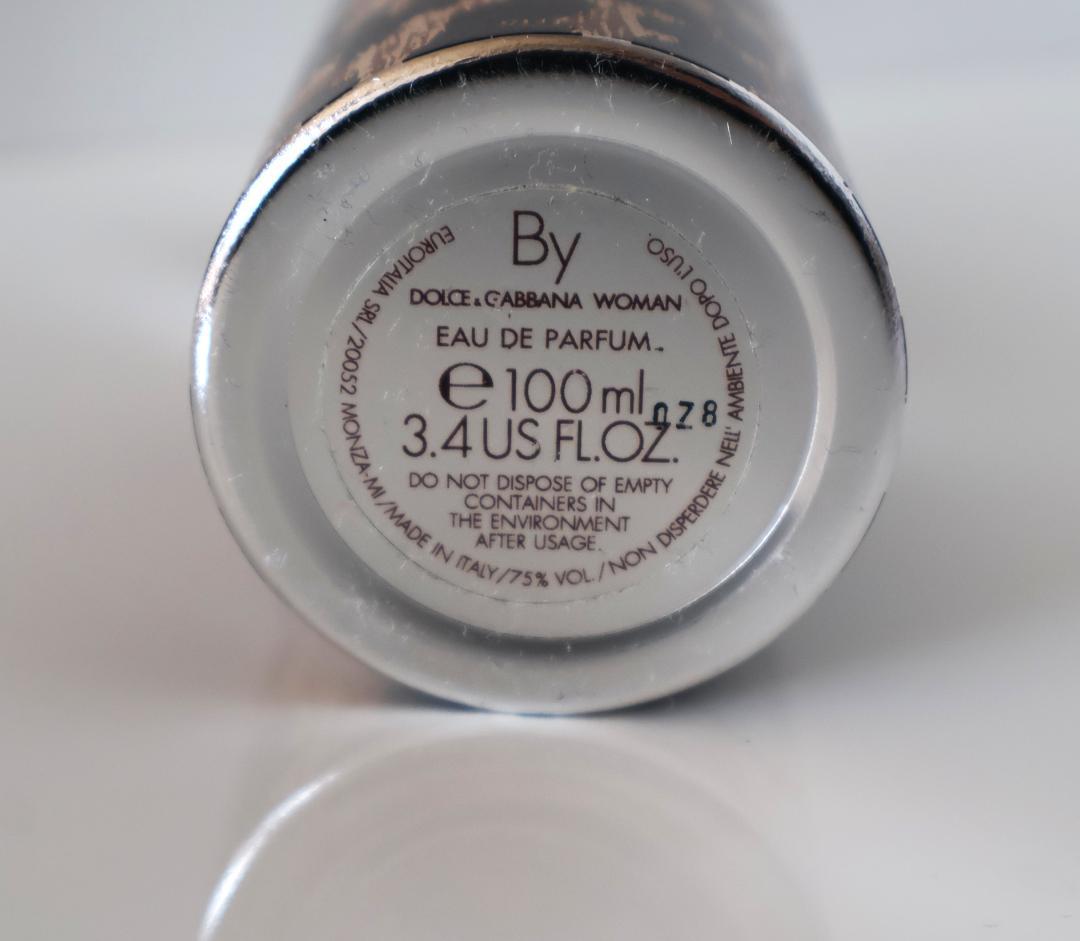 By
DOLCE & GABBANA WOMAN
EAU DE PARFUM
e 100 ml
078
3.4 US FL.OZ.
DO NOT DISPOSE OF EMPTY
CONTAINERS IN
THE ENVIRONMENT
AFTER USAGE.
EUROITALIA SRL/20052 MONZA-MI/MADE IN ITALY/75% VOL./NON DISPERDERE NELL' AMBIENTE DOPO L'USO.